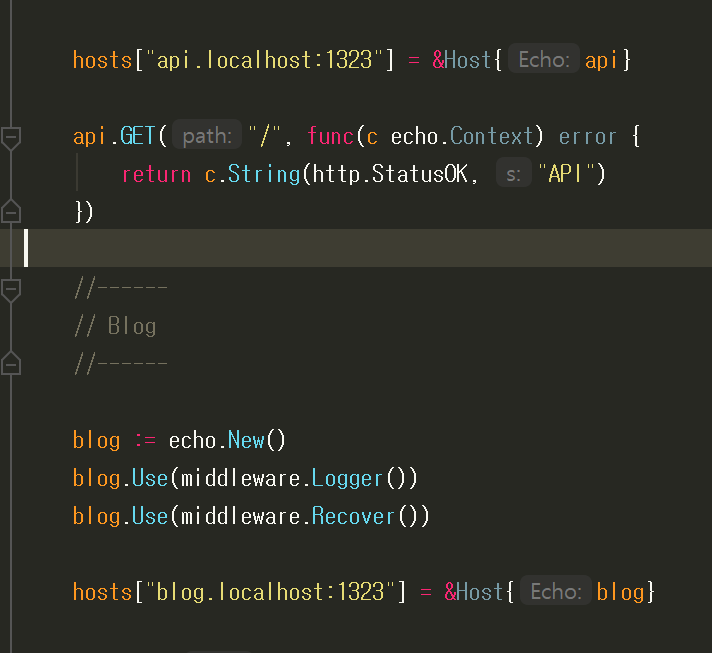 hosts["api.localhost:1323"] = &Host{ Echo: api}
api.GET( path: "/", func(c echo.Context) error {
return c.String(http.StatusOK, s: "API")
})
//------
// Blog
//------
blog := echo.New()
blog.Use(middleware.Logger())
blog.Use(middleware.Recover())
hosts["blog.localhost:1323"] = &Host{ Echo: blog}